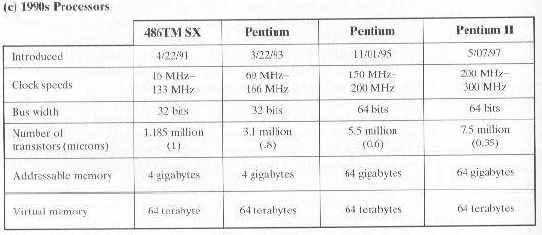 (c) 1990s Processors
486TM SX Pentium Pentium Pentium II
Introduced 4/22/91 3/22/93 11/01/95 5/07/97
Clock speeds 16 MHz– 133 MHz 60 MHz– 166 MHz 150 MHz– 200 MHz 200 MHz– 300 MHz
Bus width 32 bits 32 bits 64 bits 64 bits
Number of transistors (microns) 1.185 million (1) 3.1 million (.8) 5.5 million (0.6) 7.5 million (0.35)
Addressable memory 4 gigabytes 4 gigabytes 64 gigabytes 64 gigabytes
Virtual memory 64 terabyte 64 terabytes 64 terabytes 64 terabytes